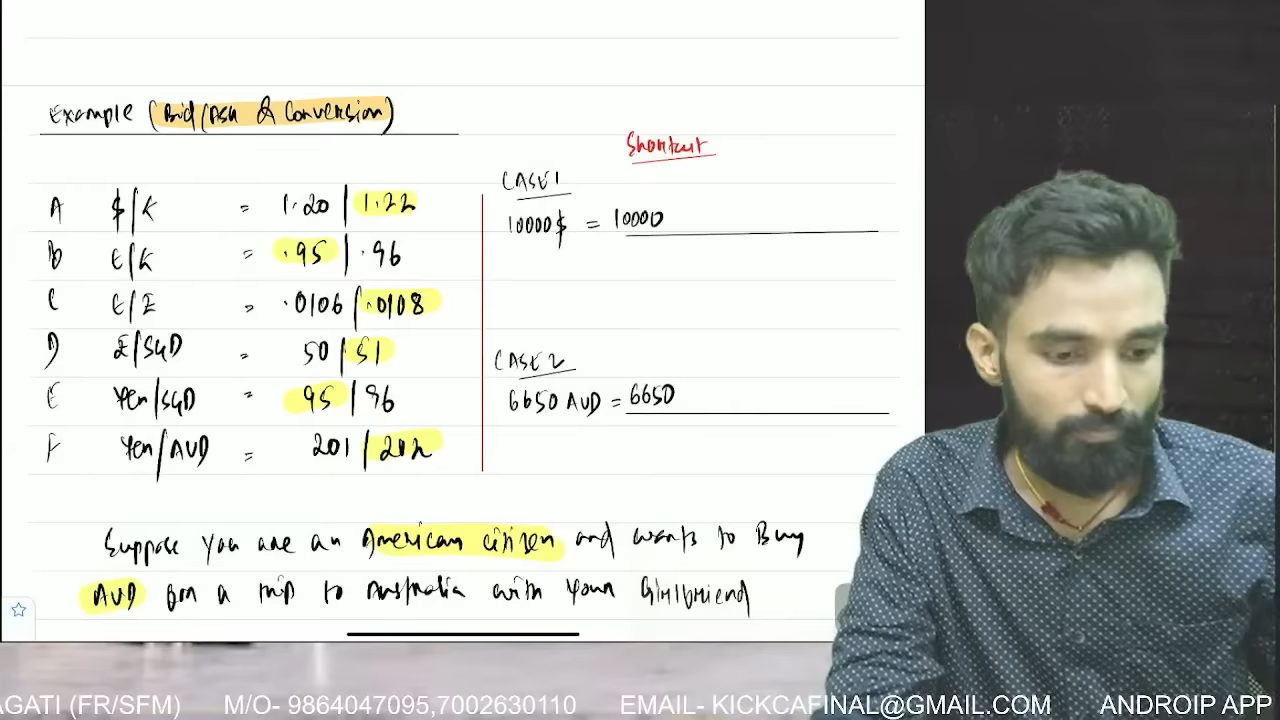 Example (Bid/Ask & Conversion)
Shortcut
CASE 1
A $/K = 1.20 | 1.22
10000$ = 10000
B £/K = .95 | .96
C £/I = .0106 | .0108
D I/SGD = 50 | 51
CASE 2
E Yen/SGD = 95 | 96
6650 AUD = 6650
F Yen/AUD = 201 | 202
Suppose you are an American citizen and wants to Buy
AUD for a trip to Australia with your Girlfriend
AGATI (FR/SFM) M/O- 9864047095,7002630110 EMAIL- KICKCAFINAL@GMAIL.COM ANDROIP APP